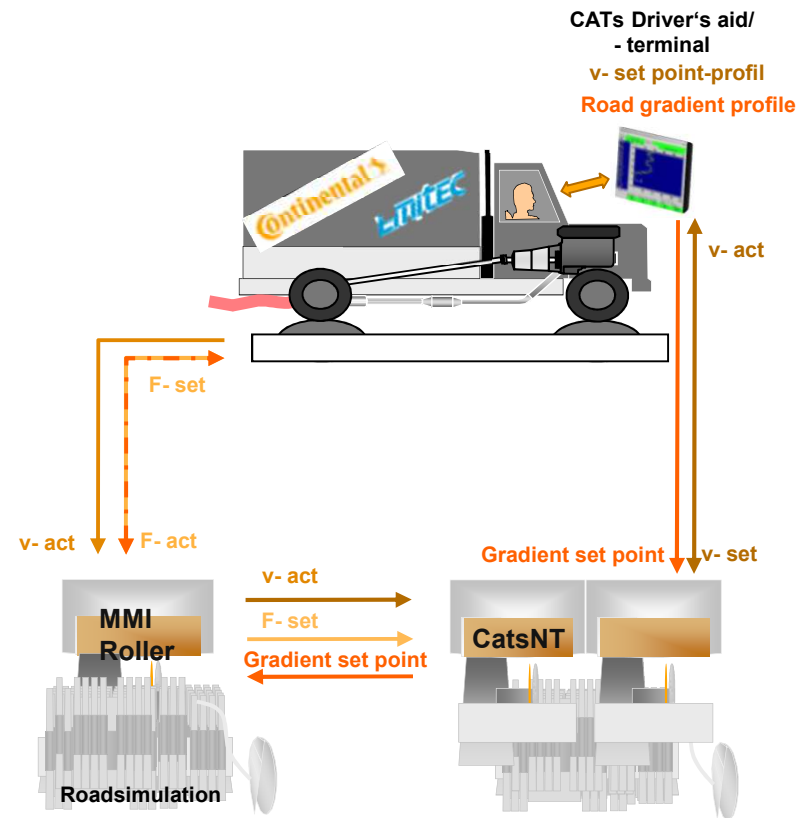 CATs Driver‘s aid/
- terminal
v- set point-profil
Road gradient profile
Continental
Emitec
v- act
F- set
v- act
F- act
Gradient set point
v- set
v- act
F- set
Gradient set point
MMI
Roller
CatsNT
Roadsimulation